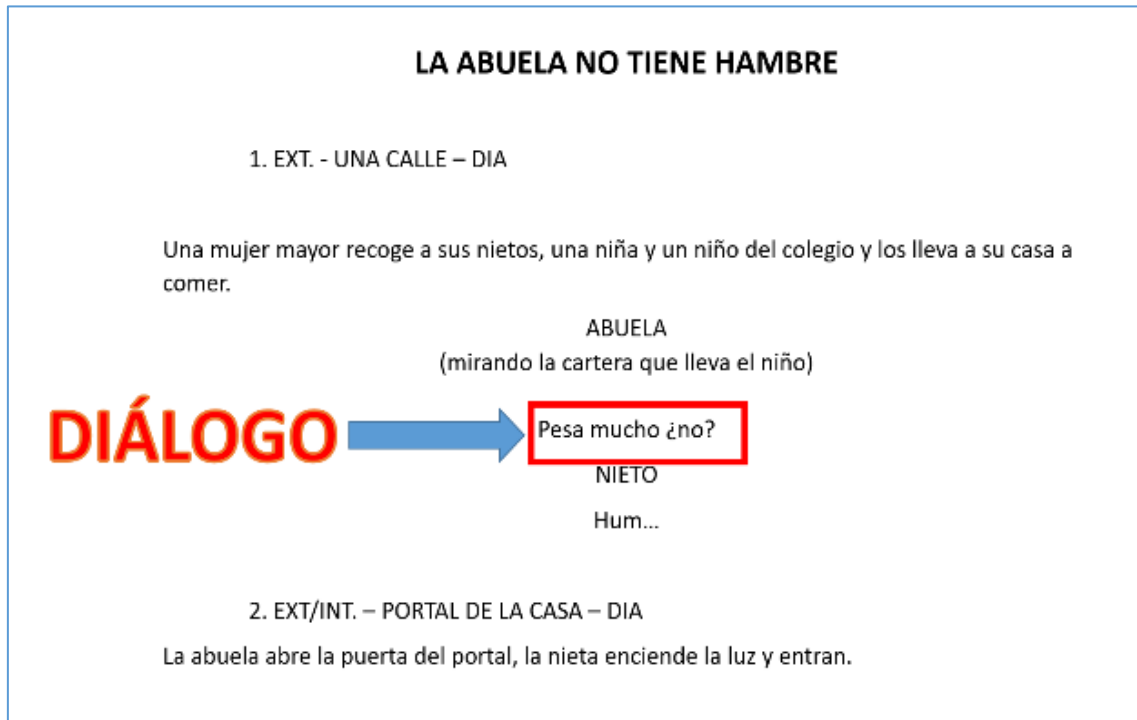 LA ABUELA NO TIENE HAMBRE
1. EXT. - UNA CALLE – DIA
Una mujer mayor recoge a sus nietos, una niña y un niño del colegio y los lleva a su casa a
comer.
ABUELA
(mirando la cartera que lleva el niño)
DIÁLOGO
Pesa mucho ¿no?
NIETO
Hum...
2. EXT/INT. – PORTAL DE LA CASA – DIA
La abuela abre la puerta del portal, la nieta enciende la luz y entran.